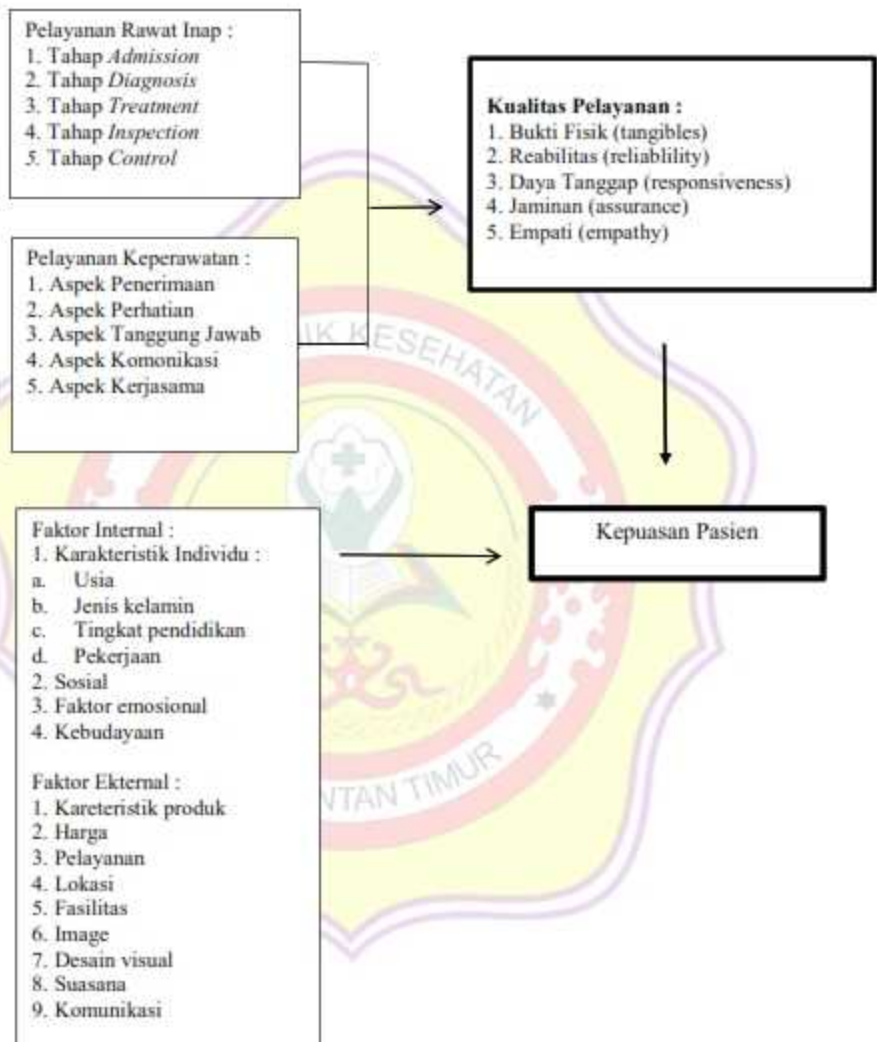 Pelayanan Rawat Inap :
1. Tahap Admission
2. Tahap Diagnosis
3. Tahap Treatment
4. Tahap Inspection
5. Tahap Control
Kualitas Pelayanan :
1. Bukti Fisik (tangibles)
2. Reabilitas (reliablility)
3. Daya Tanggap (responsiveness)
4. Jaminan (assurance)
5. Empati (empathy)
Pelayanan Keperawatan :
1. Aspek Penerimaan
2. Aspek Perhatian
3. Aspek Tanggung Jawab
4. Aspek Komonikasi
5. Aspek Kerjasama
IK KESEHATAN
Faktor Internal :
1. Karakteristik Individu :
a. Usia
b. Jenis kelamin
c. Tingkat pendidikan
d. Pekerjaan
2. Sosial
3. Faktor emosional
4. Kebudayaan
Faktor Ekternal :
1. Kareteristik produk
2. Harga
3. Pelayanan
4. Lokasi
5. Fasilitas
6. Image
7. Desain visual
8. Suasana
9. Komunikasi
Kepuasan Pasien
NTAN TIMUR